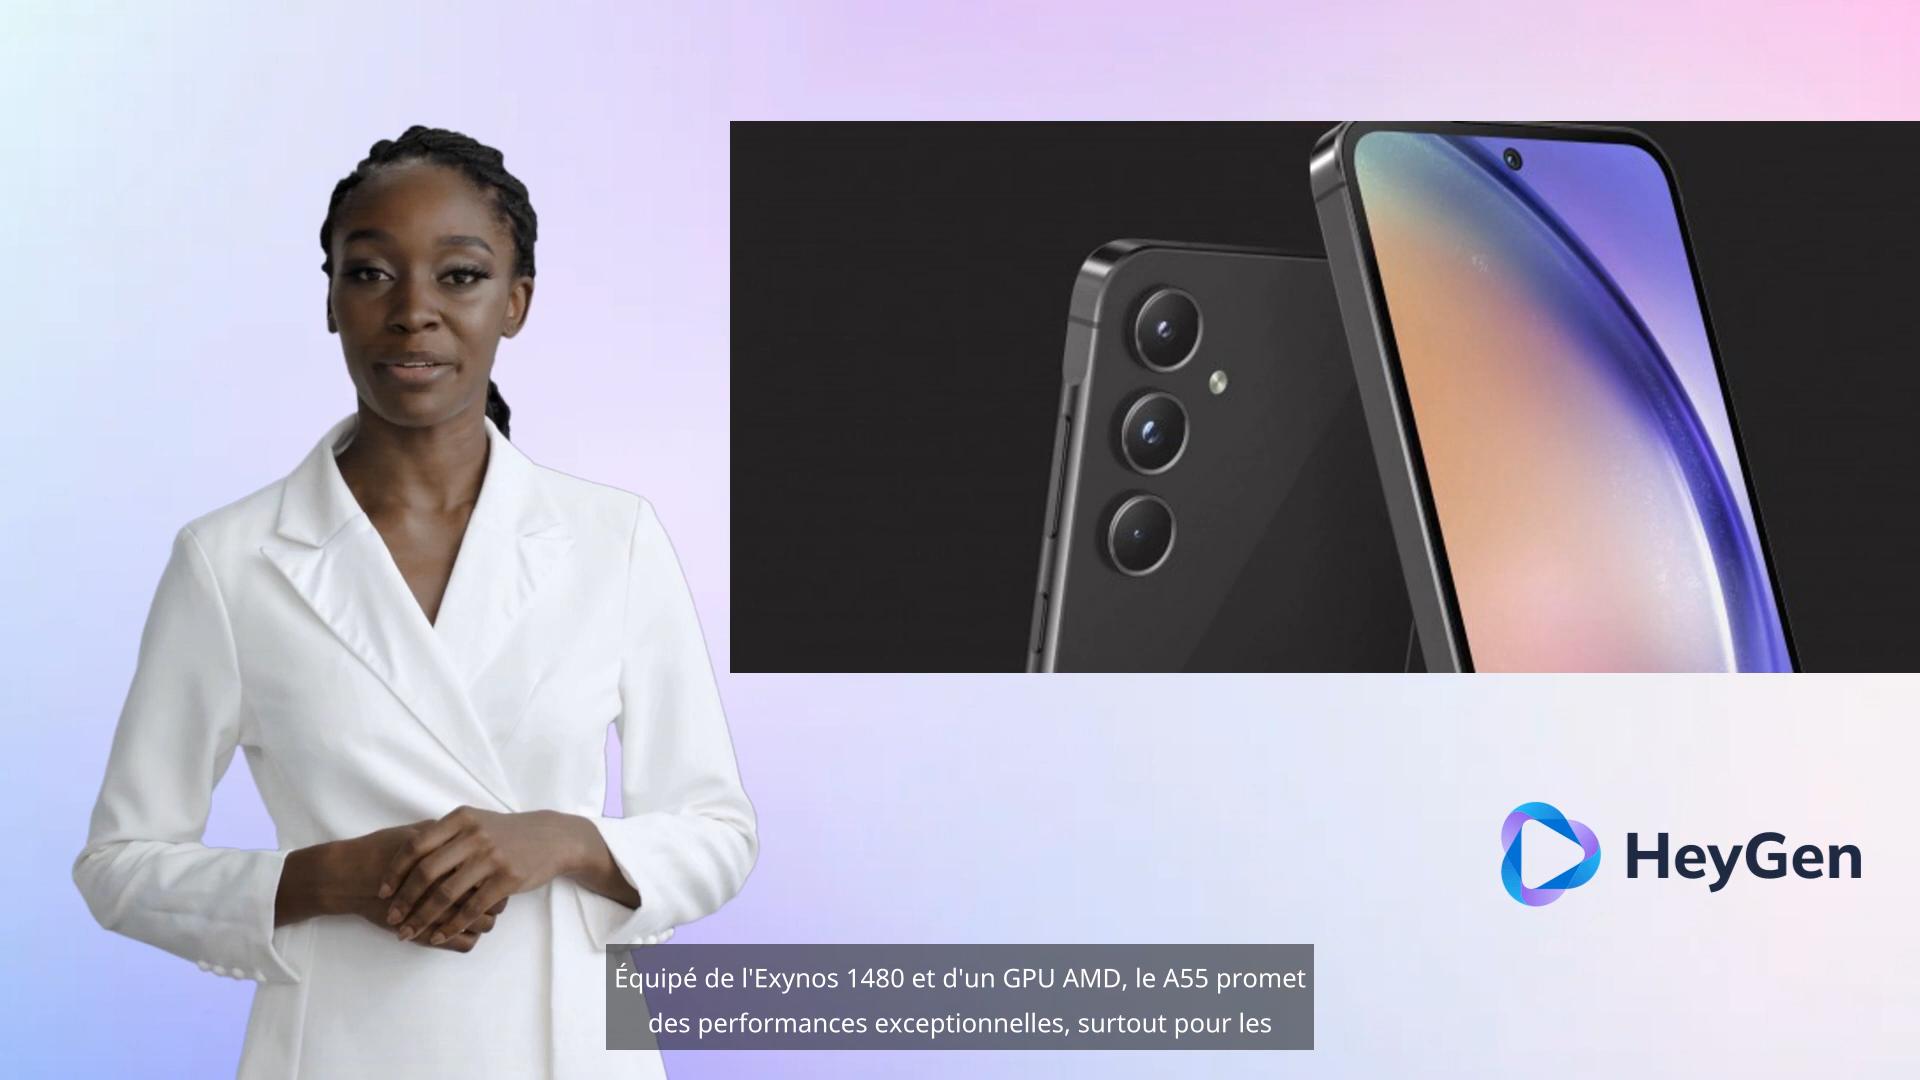 HeyGen
Équipé de l'Exynos 1480 et d'un GPU AMD, le A55 promet
des performances exceptionnelles, surtout pour les